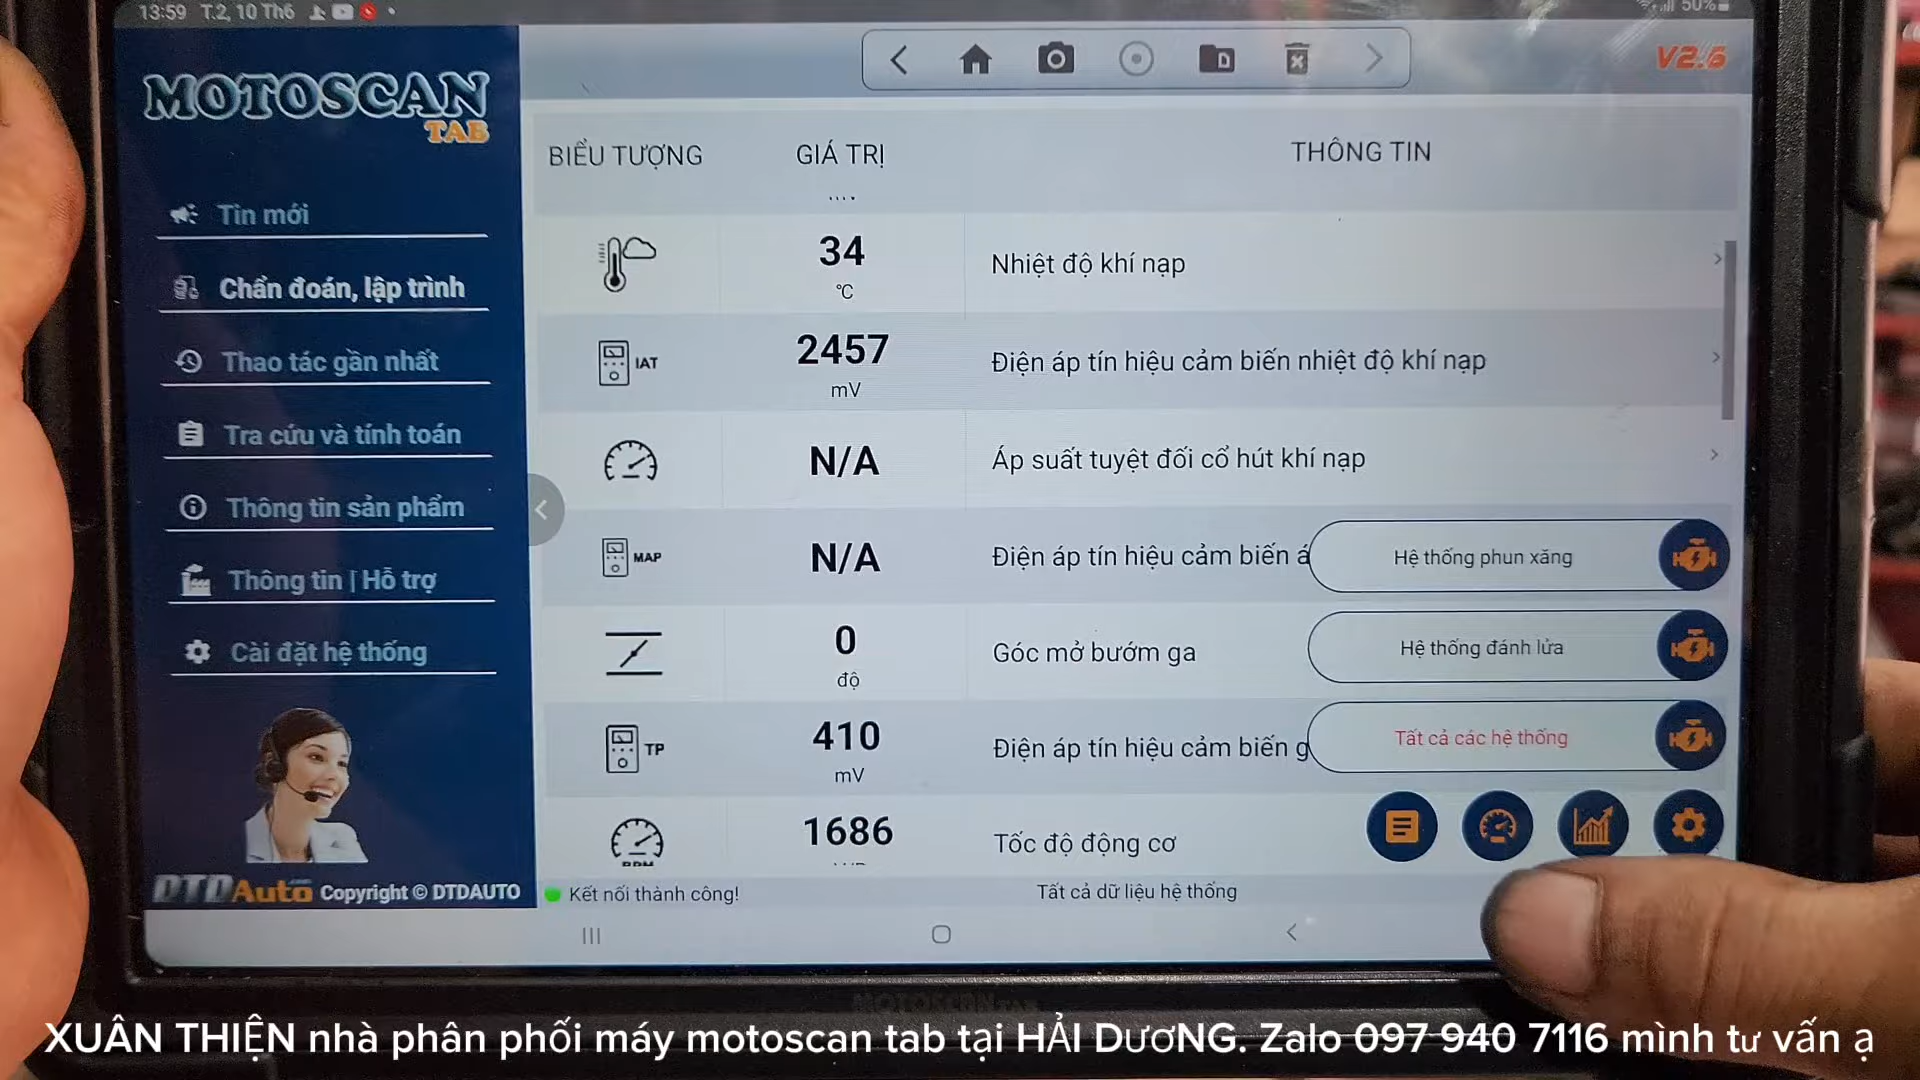 13:59 T.2, 10 Th6
50%
MOTOSCAN
TAB
V2.6
Tin mới
Chẩn đoán, lập trình
Thao tác gần nhất
Tra cứu và tính toán
Thông tin sản phẩm
Thông tin | Hỗ trợ
Cài đặt hệ thống
DTDAuto Copyright © DTDAUTO
BIỂU TƯỢNG GIÁ TRỊ THÔNG TIN
34
°C
Nhiệt độ khí nạp
IAT
2457
mV
Điện áp tín hiệu cảm biến nhiệt độ khí nạp
N/A
Áp suất tuyệt đối cổ hút khí nạp
MAP
N/A
Điện áp tín hiệu cảm biến á
0
độ
Góc mở bướm ga
TP
410
mV
Điện áp tín hiệu cảm biến g
RPM
1686
Tốc độ động cơ
Hệ thống phun xăng
Hệ thống đánh lửa
Tất cả các hệ thống
Kết nối thành công!
Tất cả dữ liệu hệ thống
MOTOSCAN TAB
XUÂN THIỆN nhà phân phối máy motoscan tab tại HẢI DƯƠNG. Zalo 097 940 7116 mình tư vấn ạ